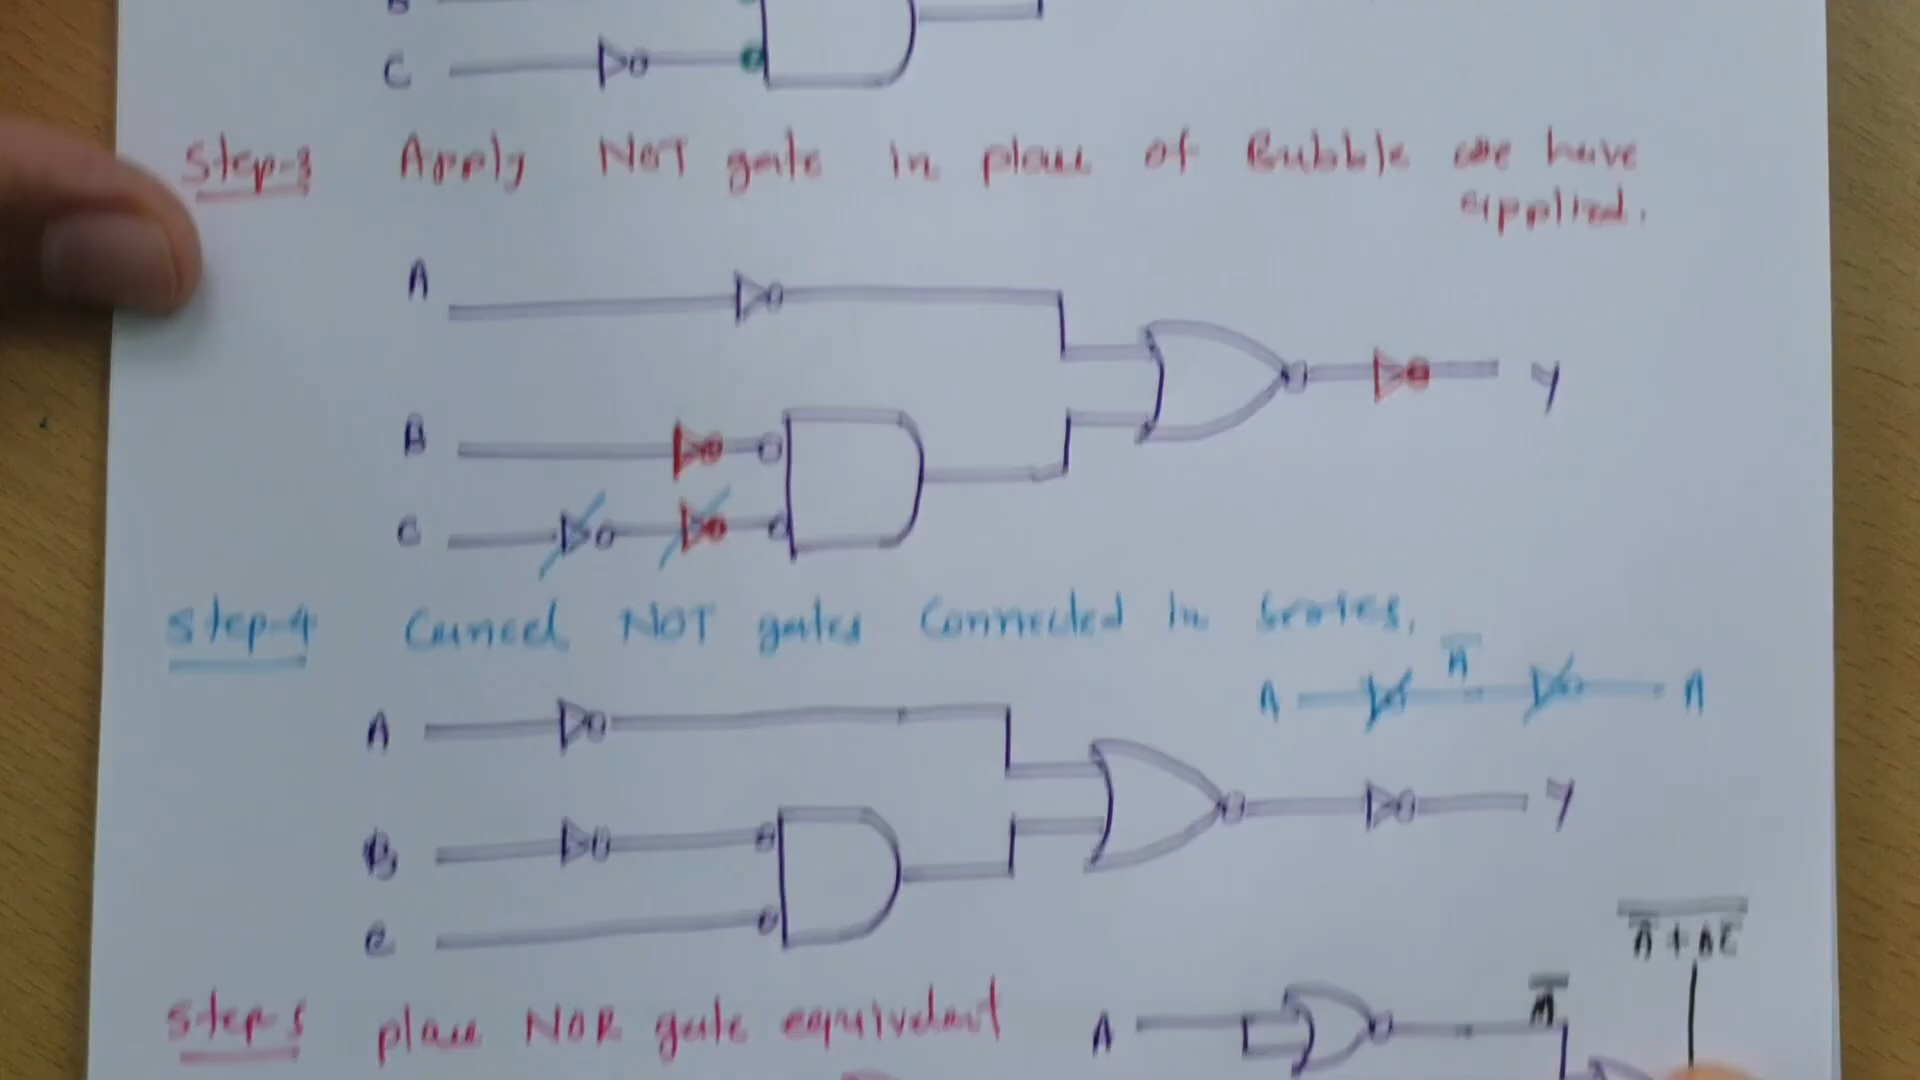 B
C
Step-3 Apply NOT gate in place of Bubble we have
applied.
A
Y
B
C
Step-4 Cancel NOT gates Connected in Series.
A
A A
A
Y
B
C
A + BC
Step-5 place NOR gate equivalent
A
A